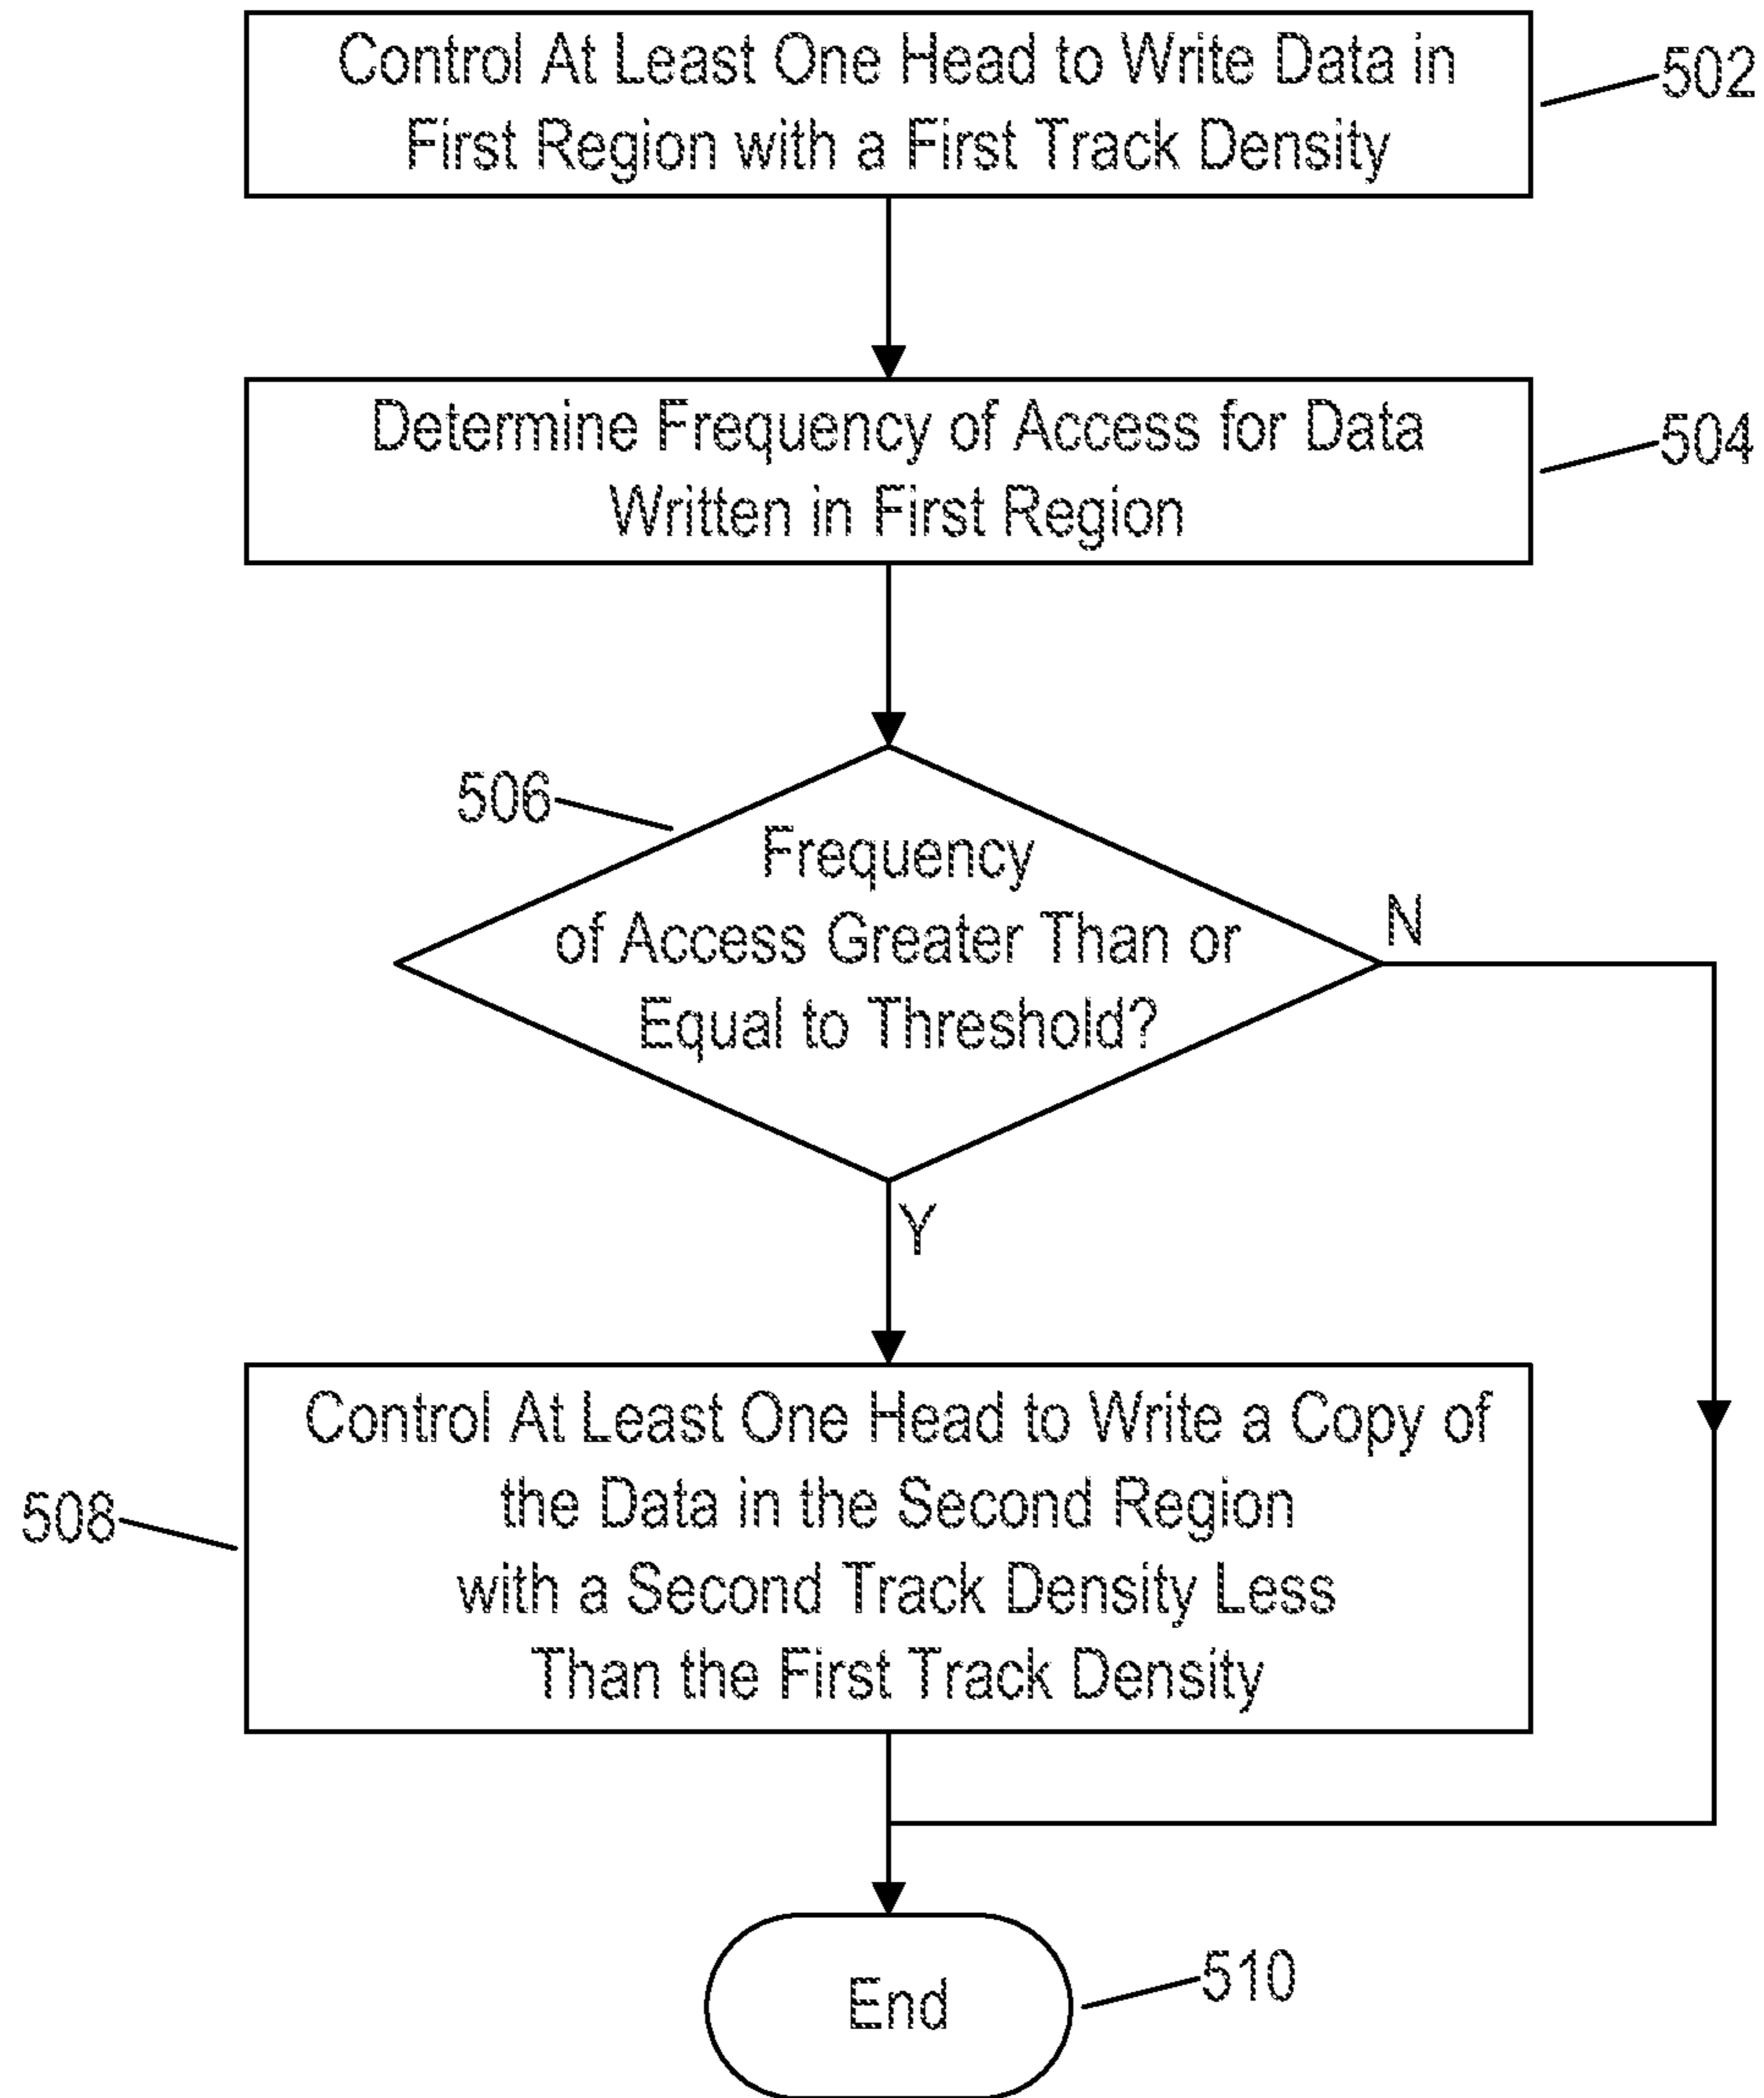 Control At Least One Head to Write Data in
First Region with a First Track Density
502
Determine Frequency of Access for Data
Written in First Region
504
506
Frequency
of Access Greater Than or
Equal to Threshold?
N
Y
Control At Least One Head to Write a Copy of
the Data in the Second Region
with a Second Track Density Less
Than the First Track Density
508
End
510